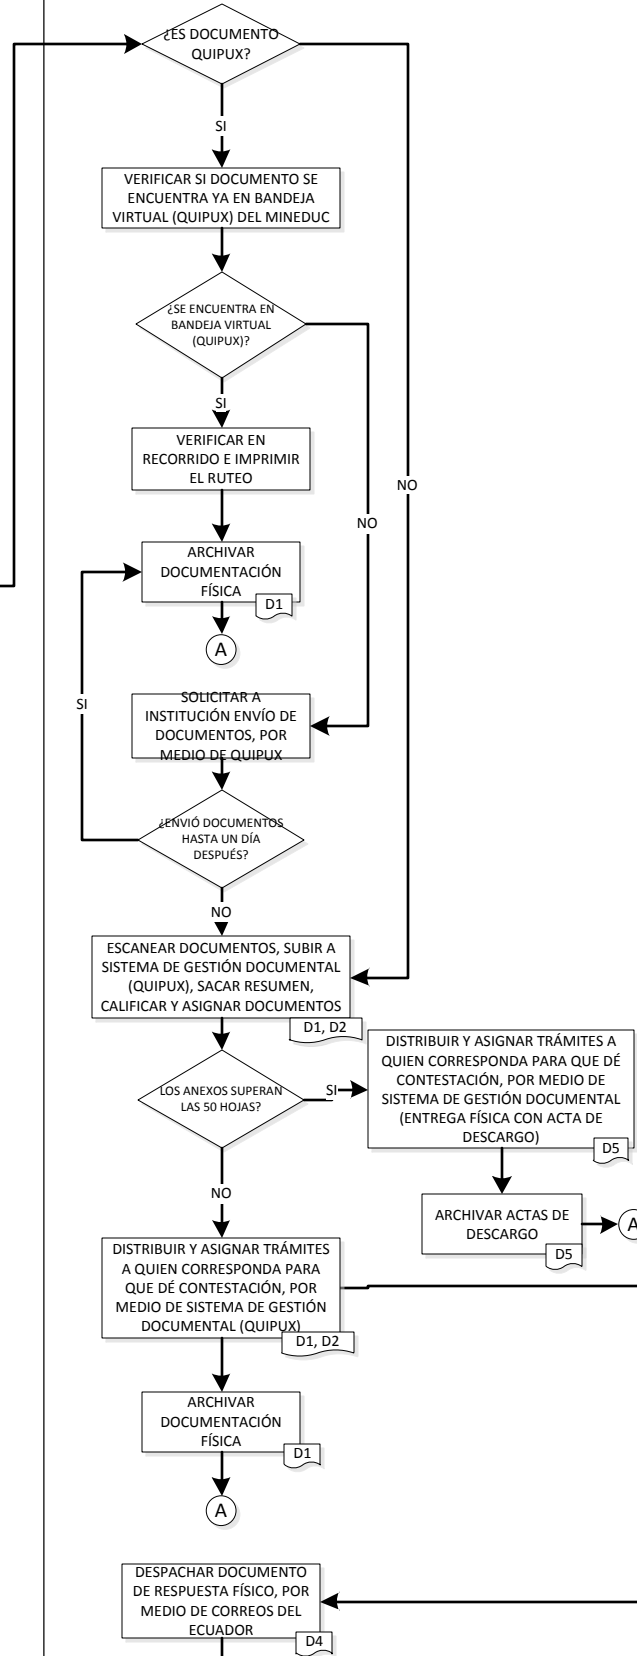 ¿ES DOCUMENTO
QUIPUX?
SI
VERIFICAR SI DOCUMENTO SE
ENCUENTRA YA EN BANDEJA
VIRTUAL (QUIPUX) DEL MINEDUC
¿SE ENCUENTRA EN
BANDEJA VIRTUAL
(QUIPUX)?
SI
VERIFICAR EN
RECORRIDO E IMPRIMIR
EL RUTEO
NO
NO
ARCHIVAR
DOCUMENTACIÓN
FÍSICA
D1
A
SI
SOLICITAR A
INSTITUCIÓN ENVÍO DE
DOCUMENTOS, POR
MEDIO DE QUIPUX
¿ENVIÓ DOCUMENTOS
HASTA UN DÍA
DESPUÉS?
NO
ESCANEAR DOCUMENTOS, SUBIR A
SISTEMA DE GESTIÓN DOCUMENTAL
(QUIPUX), SACAR RESUMEN,
CALIFICAR Y ASIGNAR DOCUMENTOS
D1, D2
LOS ANEXOS SUPERAN
LAS 50 HOJAS?
SI
DISTRIBUIR Y ASIGNAR TRÁMITES A
QUIEN CORRESPONDA PARA QUE DÉ
CONTESTACIÓN, POR MEDIO DE
SISTEMA DE GESTIÓN DOCUMENTAL
(ENTREGA FÍSICA CON ACTA DE
DESCARGO)
D5
ARCHIVAR ACTAS DE
DESCARGO
D5
A
NO
DISTRIBUIR Y ASIGNAR TRÁMITES
A QUIEN CORRESPONDA PARA
QUE DÉ CONTESTACIÓN, POR
MEDIO DE SISTEMA DE GESTIÓN
DOCUMENTAL (QUIPUX)
D1, D2
ARCHIVAR
DOCUMENTACIÓN
FÍSICA
D1
A
DESPACHAR DOCUMENTO
DE RESPUESTA FÍSICO, POR
MEDIO DE CORREOS DEL
ECUADOR
D4